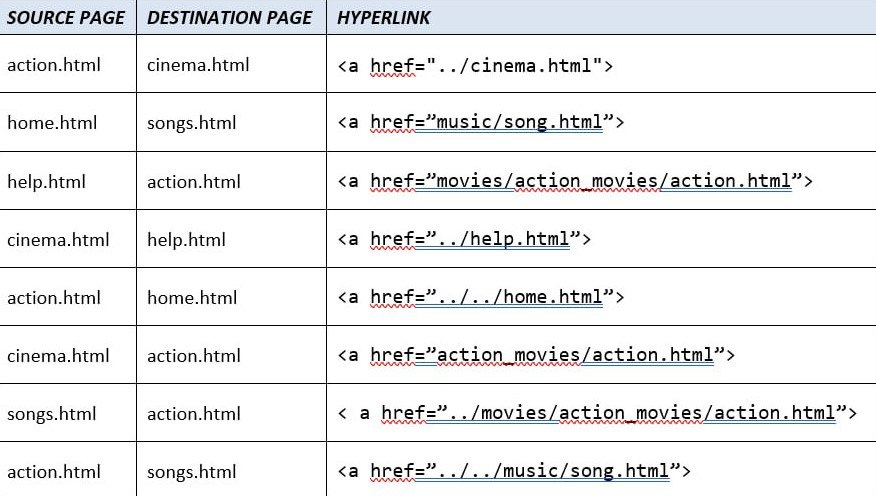 SOURCE PAGE DESTINATION PAGE HYPERLINK
action.html cinema.html <a href="../cinema.html">
home.html songs.html <a href=”music/song.html”>
help.html action.html <a href=”movies/action_movies/action.html”>
cinema.html help.html <a href=”../help.html”>
action.html home.html <a href=”../../home.html”>
cinema.html action.html <a href=”action_movies/action.html”>
songs.html action.html < a href=”../movies/action_movies/action.html”>
action.html songs.html <a href=”../../music/song.html”>